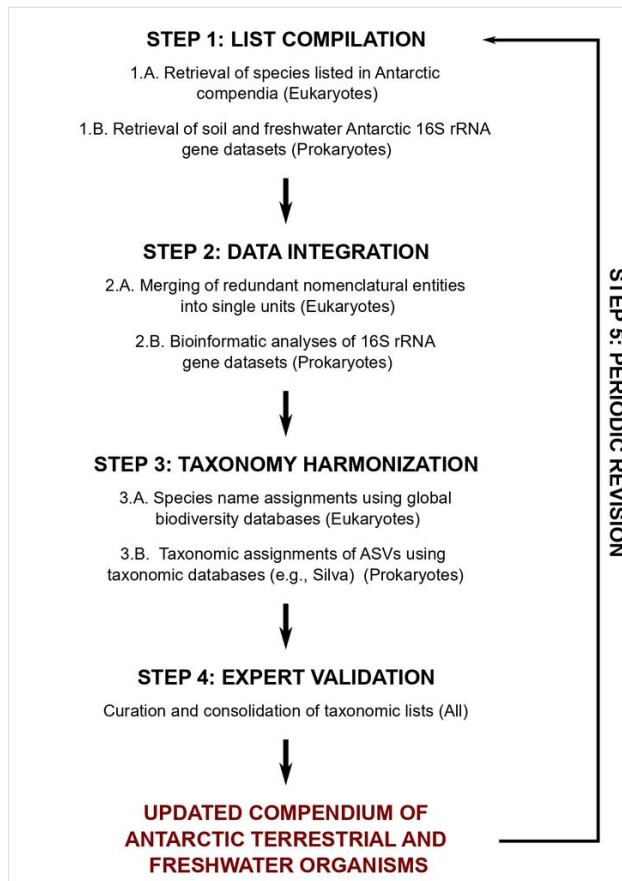 STEP 1: LIST COMPILATION
1.A. Retrieval of species listed in Antarctic
compendia (Eukaryotes)
1.B. Retrieval of soil and freshwater Antarctic 16S rRNA
gene datasets (Prokaryotes)
STEP 2: DATA INTEGRATION
2.A. Merging of redundant nomenclatural entities
into single units (Eukaryotes)
2.B. Bioinformatic analyses of 16S rRNA
gene datasets (Prokaryotes)
STEP 3: TAXONOMY HARMONIZATION
3.A. Species name assignments using global
biodiversity databases (Eukaryotes)
3.B. Taxonomic assignments of ASVs using
taxonomic databases (e.g., Silva) (Prokaryotes)
STEP 4: EXPERT VALIDATION
Curation and consolidation of taxonomic lists (All)
UPDATED COMPENDIUM OF
ANTARCTIC TERRESTRIAL AND
FRESHWATER ORGANISMS
STEP 5: PERIODIC REVISION